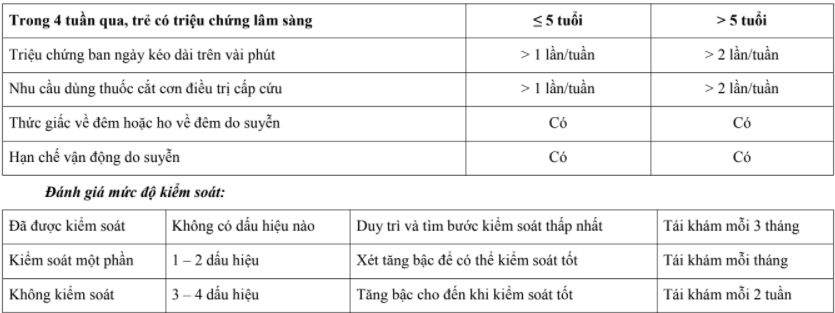 Trong 4 tuần qua, trẻ có triệu chứng lâm sàng ≤ 5 tuổi > 5 tuổi
Triệu chứng ban ngày kéo dài trên vài phút > 1 lần/tuần > 2 lần/tuần
Nhu cầu dùng thuốc cắt cơn điều trị cấp cứu > 1 lần/tuần > 2 lần/tuần
Thức giấc về đêm hoặc ho về đêm do suyễn Có Có
Hạn chế vận động do suyễn Có Có
Đánh giá mức độ kiểm soát:
Đã được kiểm soát Không có dấu hiệu nào Duy trì và tìm bước kiểm soát thấp nhất Tái khám mỗi 3 tháng
Kiểm soát một phần 1 – 2 dấu hiệu Xét tăng bậc để có thể kiểm soát tốt Tái khám mỗi tháng
Không kiểm soát 3 – 4 dấu hiệu Tăng bậc cho đến khi kiểm soát tốt Tái khám mỗi 2 tuần